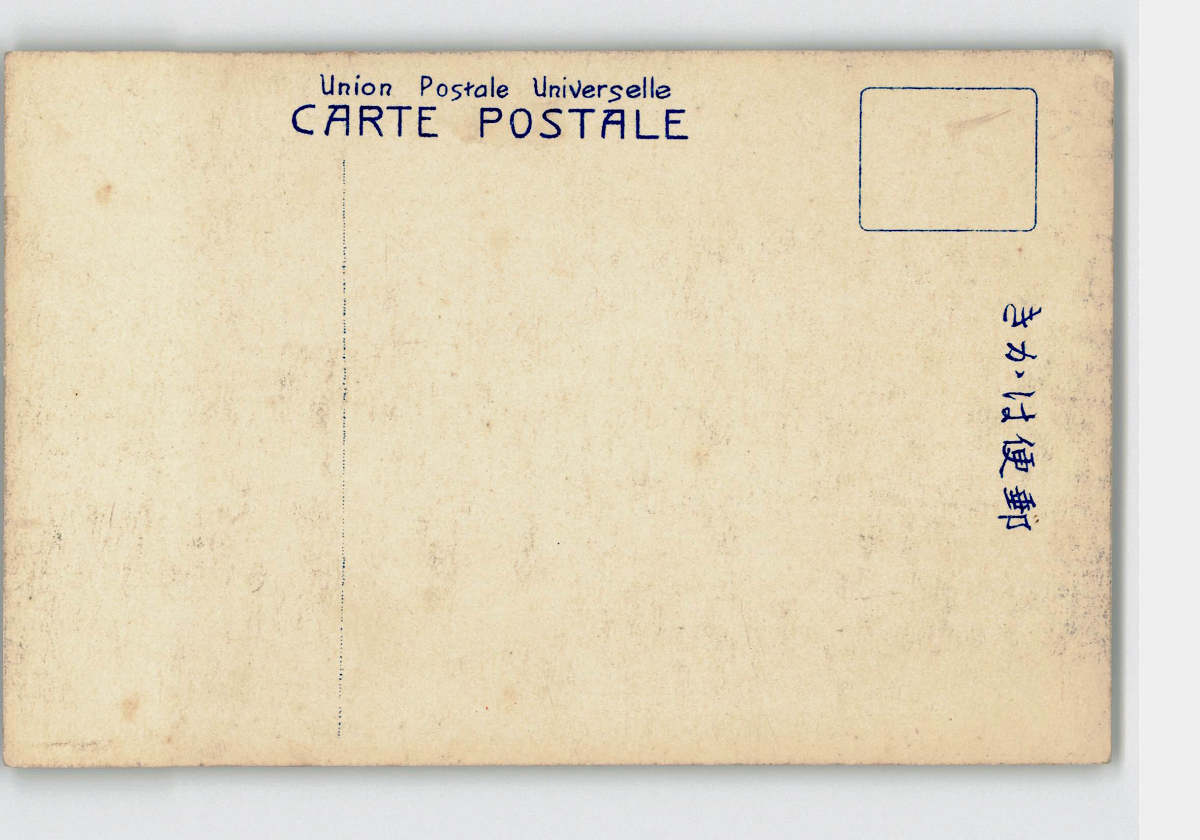 Union Postale Universelle
CARTE POSTALE
きがは便郵